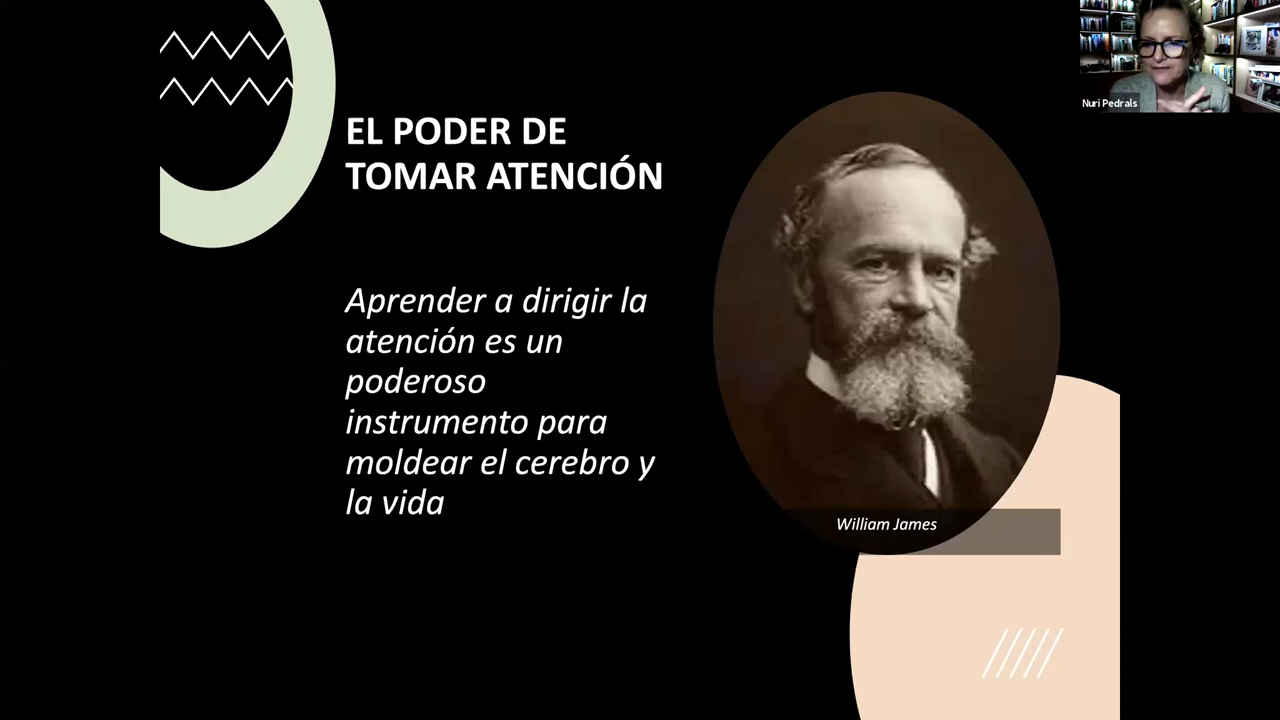 EL PODER DE
TOMAR ATENCIÓN
Aprender a dirigir la
atención es un
poderoso
instrumento para
moldear el cerebro y
la vida
William James
Nuri Pedrals